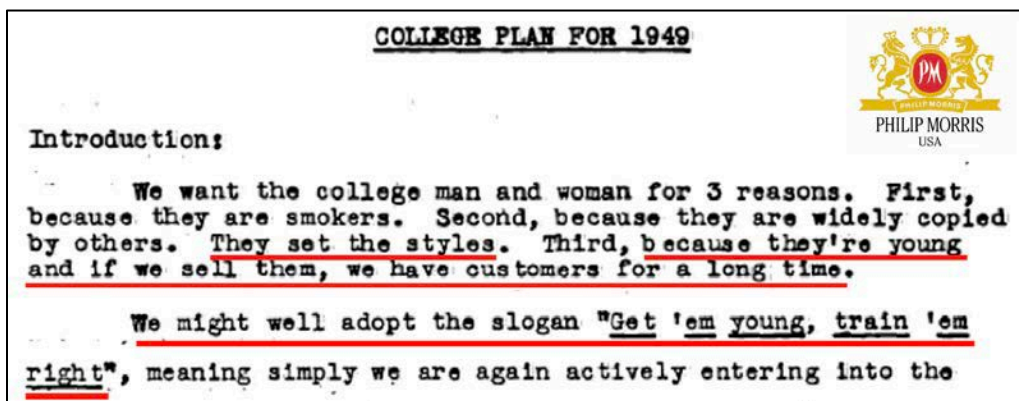 COLLEGE PLAN FOR 1949
PM
PHILIP MORRIS
PHILIP MORRIS
USA
Introduction:
We want the college man and woman for 3 reasons. First,
because they are smokers. Second, because they are widely copied
by others. They set the styles. Third, because they're young
and if we sell them, we have customers for a long time.
We might well adopt the slogan "Get 'em young, train 'em
right", meaning simply we are again actively entering into the